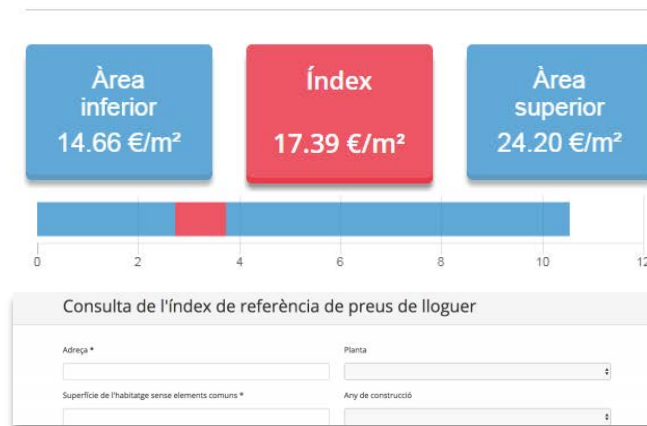 Àrea
inferior
14.66 €/m²
Índex
17.39 €/m²
Àrea
superior
24.20 €/m²
0 2 4 6 8 10 12
Consulta de l'índex de referència de preus de lloguer
Adreça * Planta
Superfície de l'habitatge sense elements comuns * Any de construcció